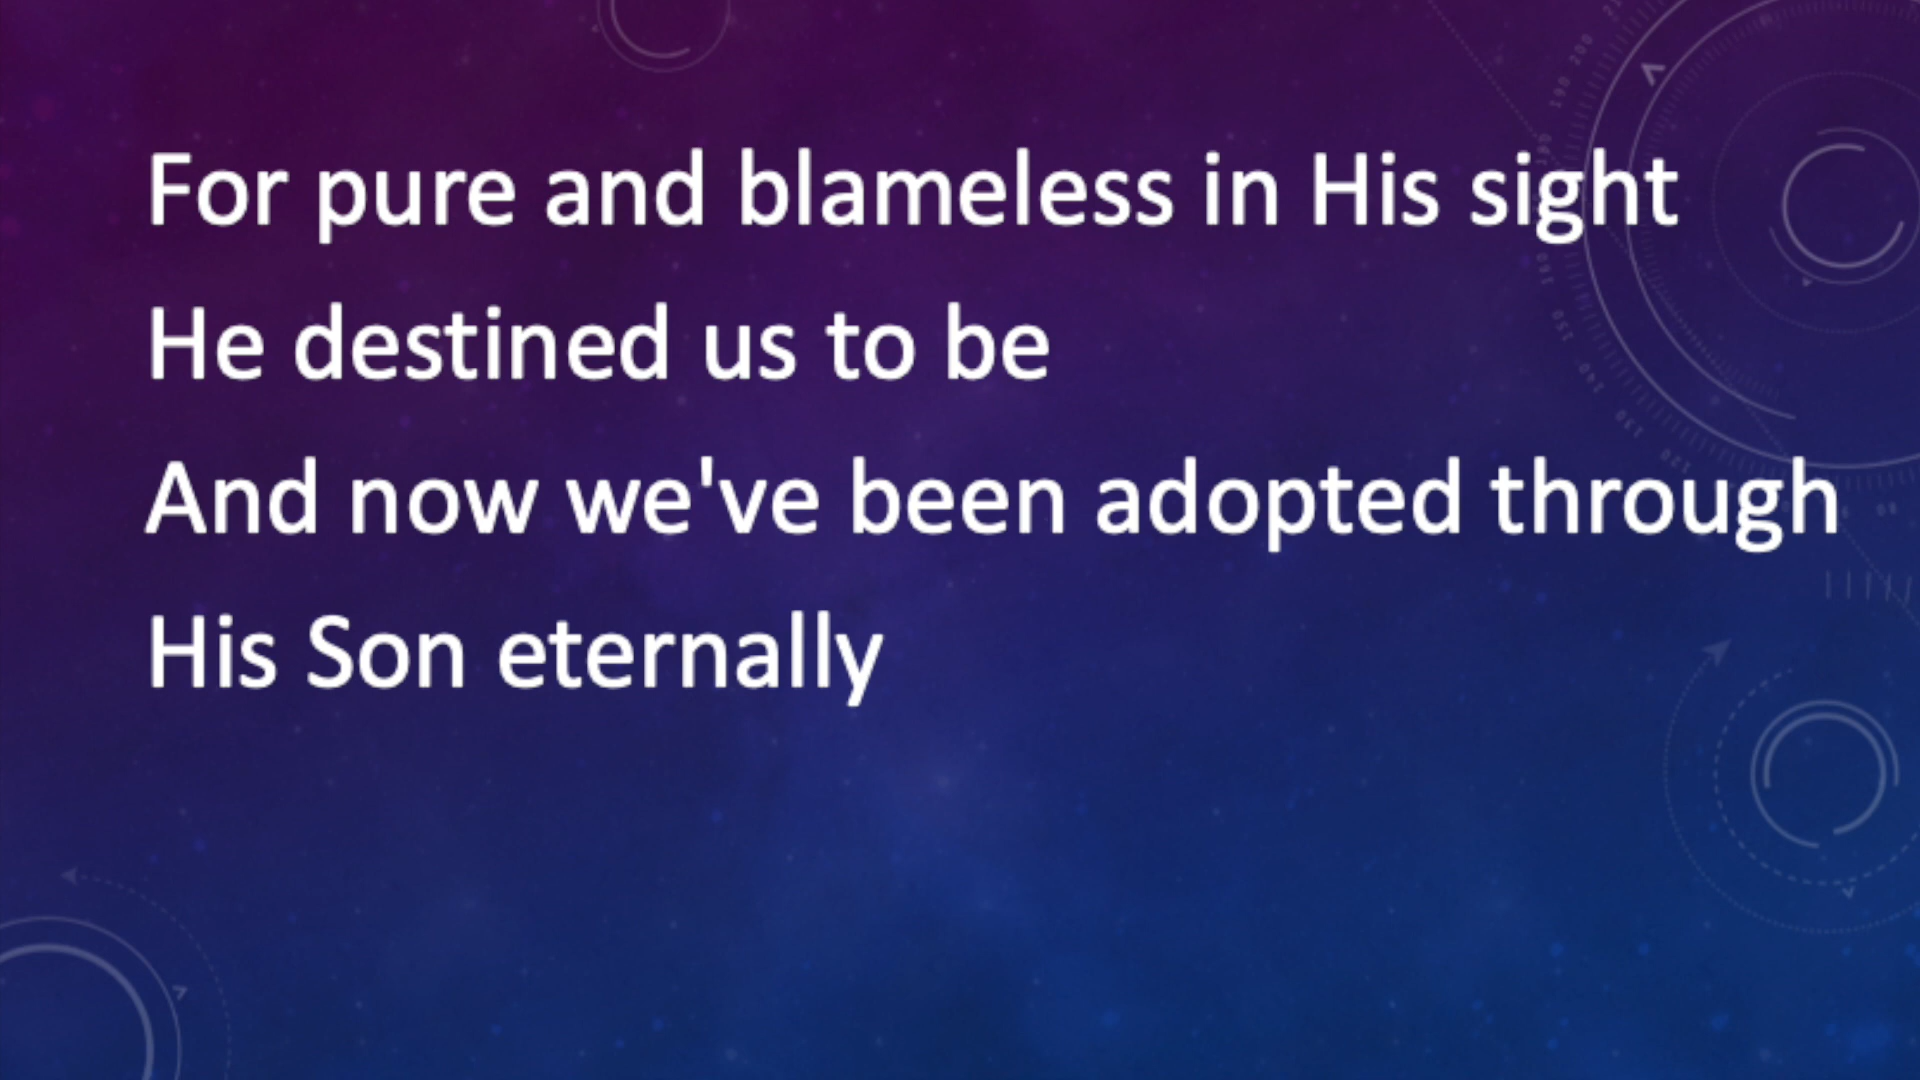 For pure and blameless in His sight
He destined us to be
And now we've been adopted through
His Son eternally